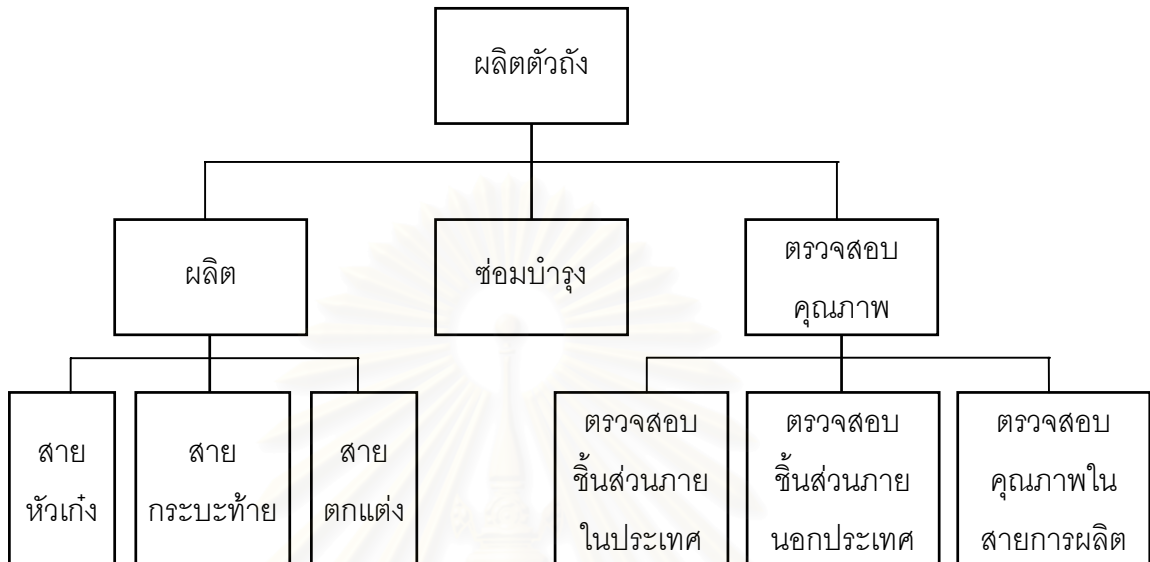 ผลิตตัวถัง
ผลิต
ซ่อมบำรุง
ตรวจสอบ
คุณภาพ
สาย
หัวเก๋ง
สาย
กระบะท้าย
สาย
ตกแต่ง
ตรวจสอบ
ชิ้นส่วนภาย
ในประเทศ
ตรวจสอบ
ชิ้นส่วนภาย
นอกประเทศ
ตรวจสอบ
คุณภาพใน
สายการผลิต